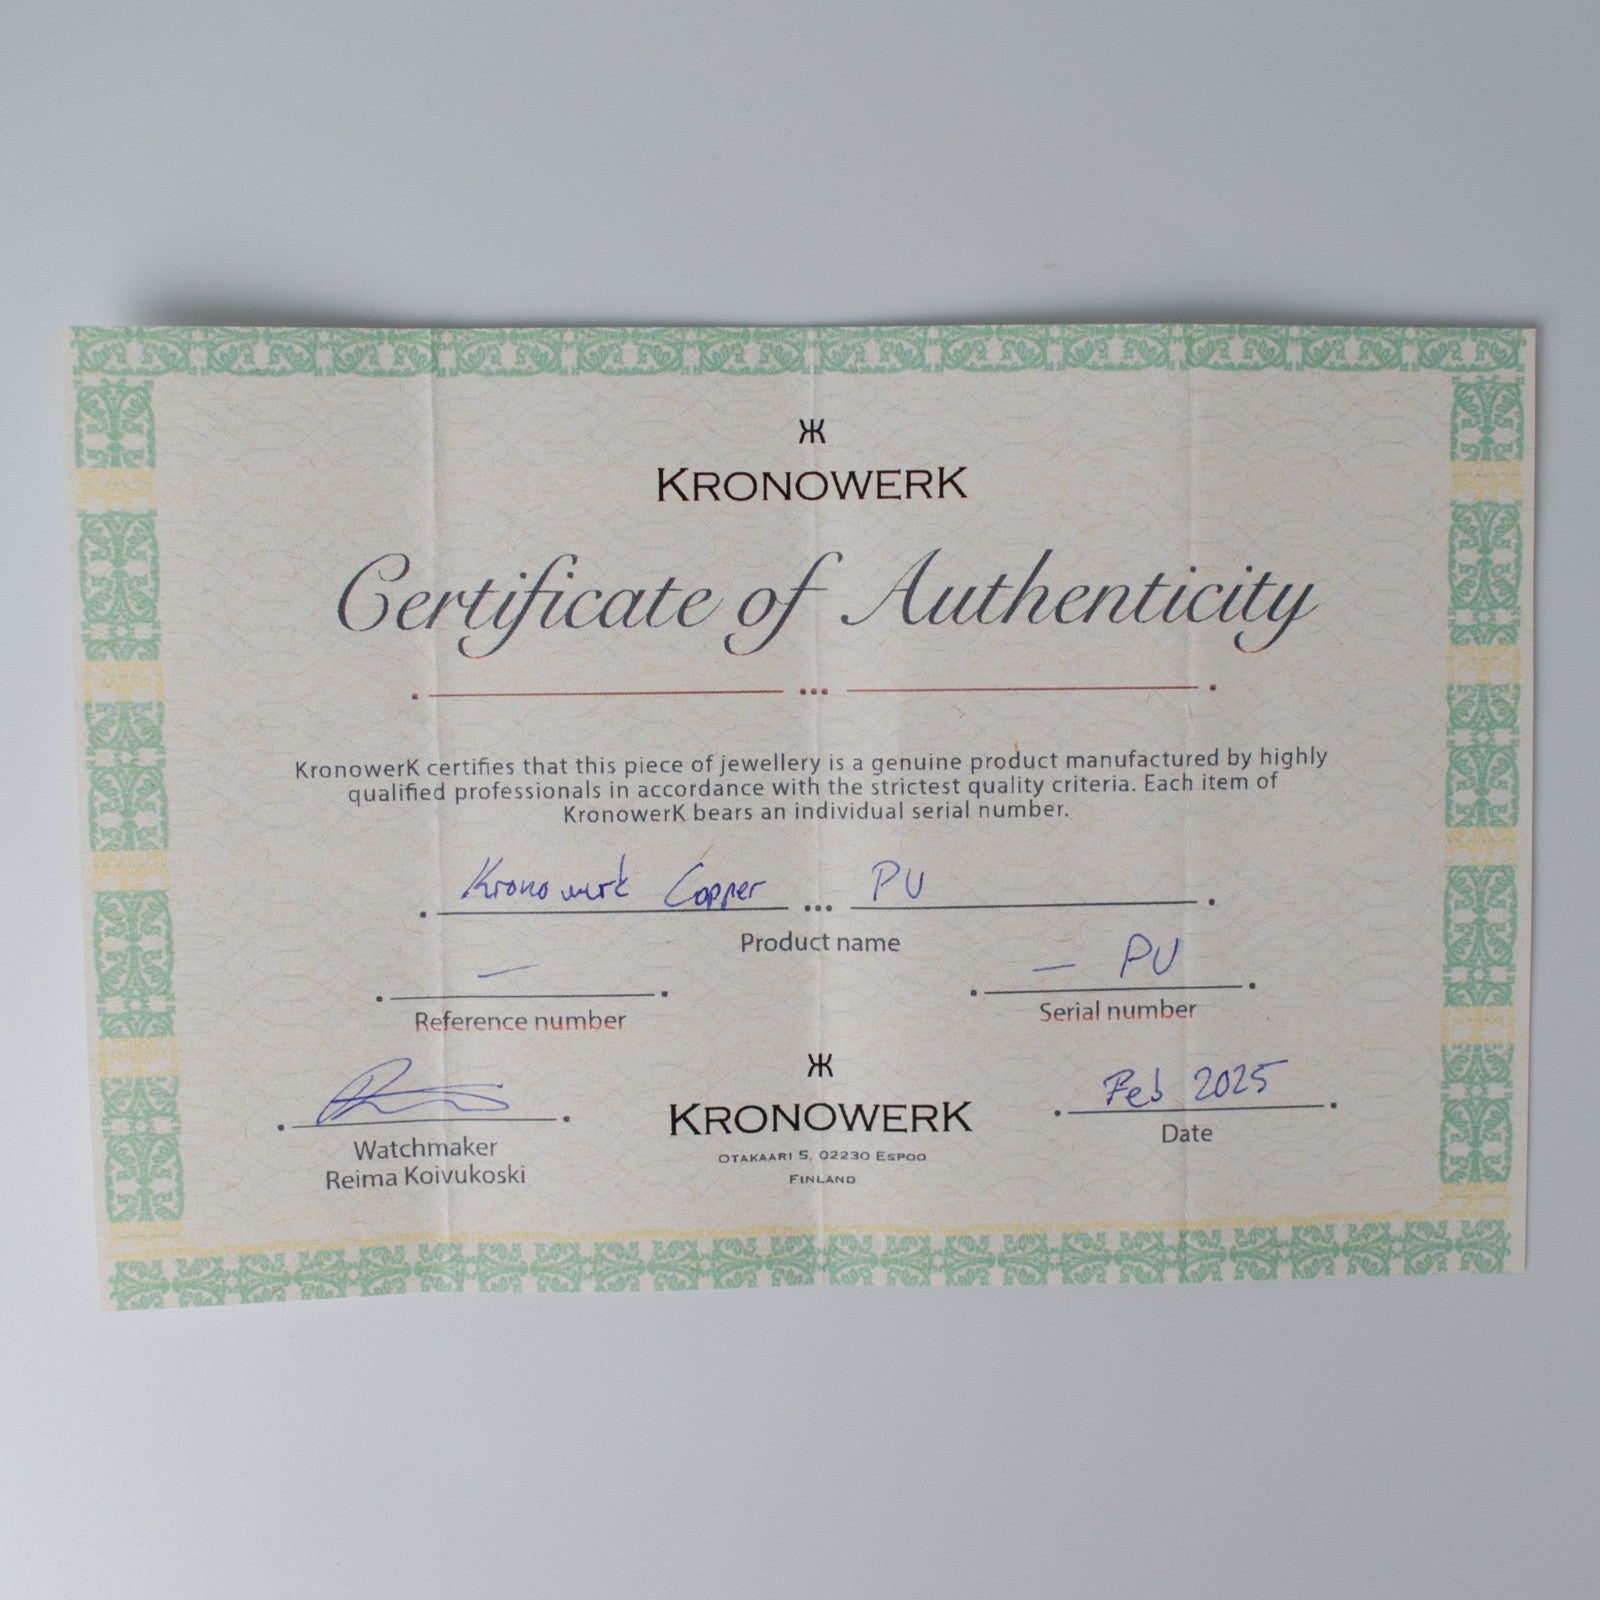 KRONOWERK
Certificate of Authenticity
KronowerK certifies that this piece of jewellery is a genuine product manufactured by highly
qualified professionals in accordance with the strictest quality criteria. Each item of
KronowerK bears an individual serial number.
Kronowerk Copper ... PU
Product name
— — PU
Reference number Serial number
Feb 2025
Watchmaker
Reima Koivukoski
KRONOWERK
OTAKAARI 5, 02230 ESPOO
FINLAND
Date